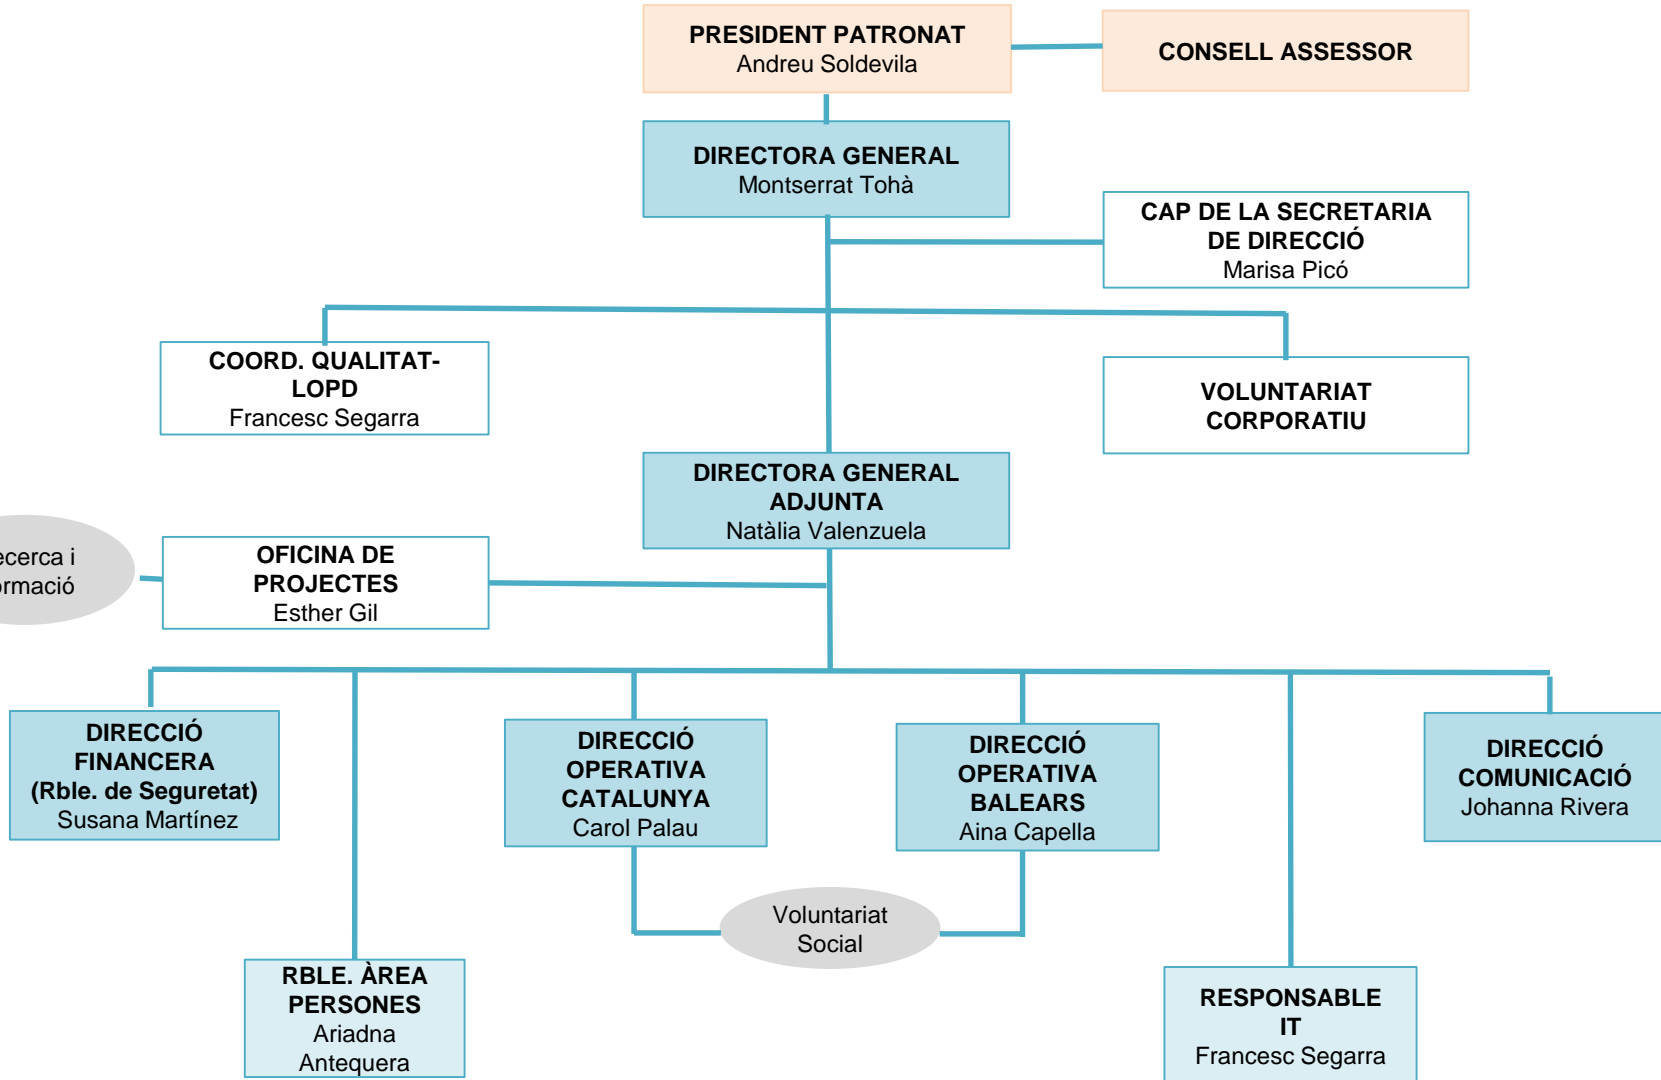 PRESIDENT PATRONAT
Andreu Soldevila
CONSELL ASSESSOR
DIRECTORA GENERAL
Montserrat Tohà
CAP DE LA SECRETARIA
DE DIRECCIÓ
Marisa Picó
COORD. QUALITAT-
LOPD
Francesc Segarra
VOLUNTARIAT
CORPORATIU
DIRECTORA GENERAL
ADJUNTA
Natàlia Valenzuela
i
OFICINA DE
PROJECTES
Esther Gil
DIRECCIÓ
FINANCERA
(Rble. de Seguretat)
Susana Martínez
DIRECCIÓ
OPERATIVA
CATALUNYA
Carol Palau
DIRECCIÓ
OPERATIVA
BALEARS
Aina Capella
DIRECCIÓ
COMUNICACIÓ
Johanna Rivera
Voluntariat
Social
RBLE. ÀREA
PERSONES
Ariadna
Antequera
RESPONSABLE
IT
Francesc Segarra